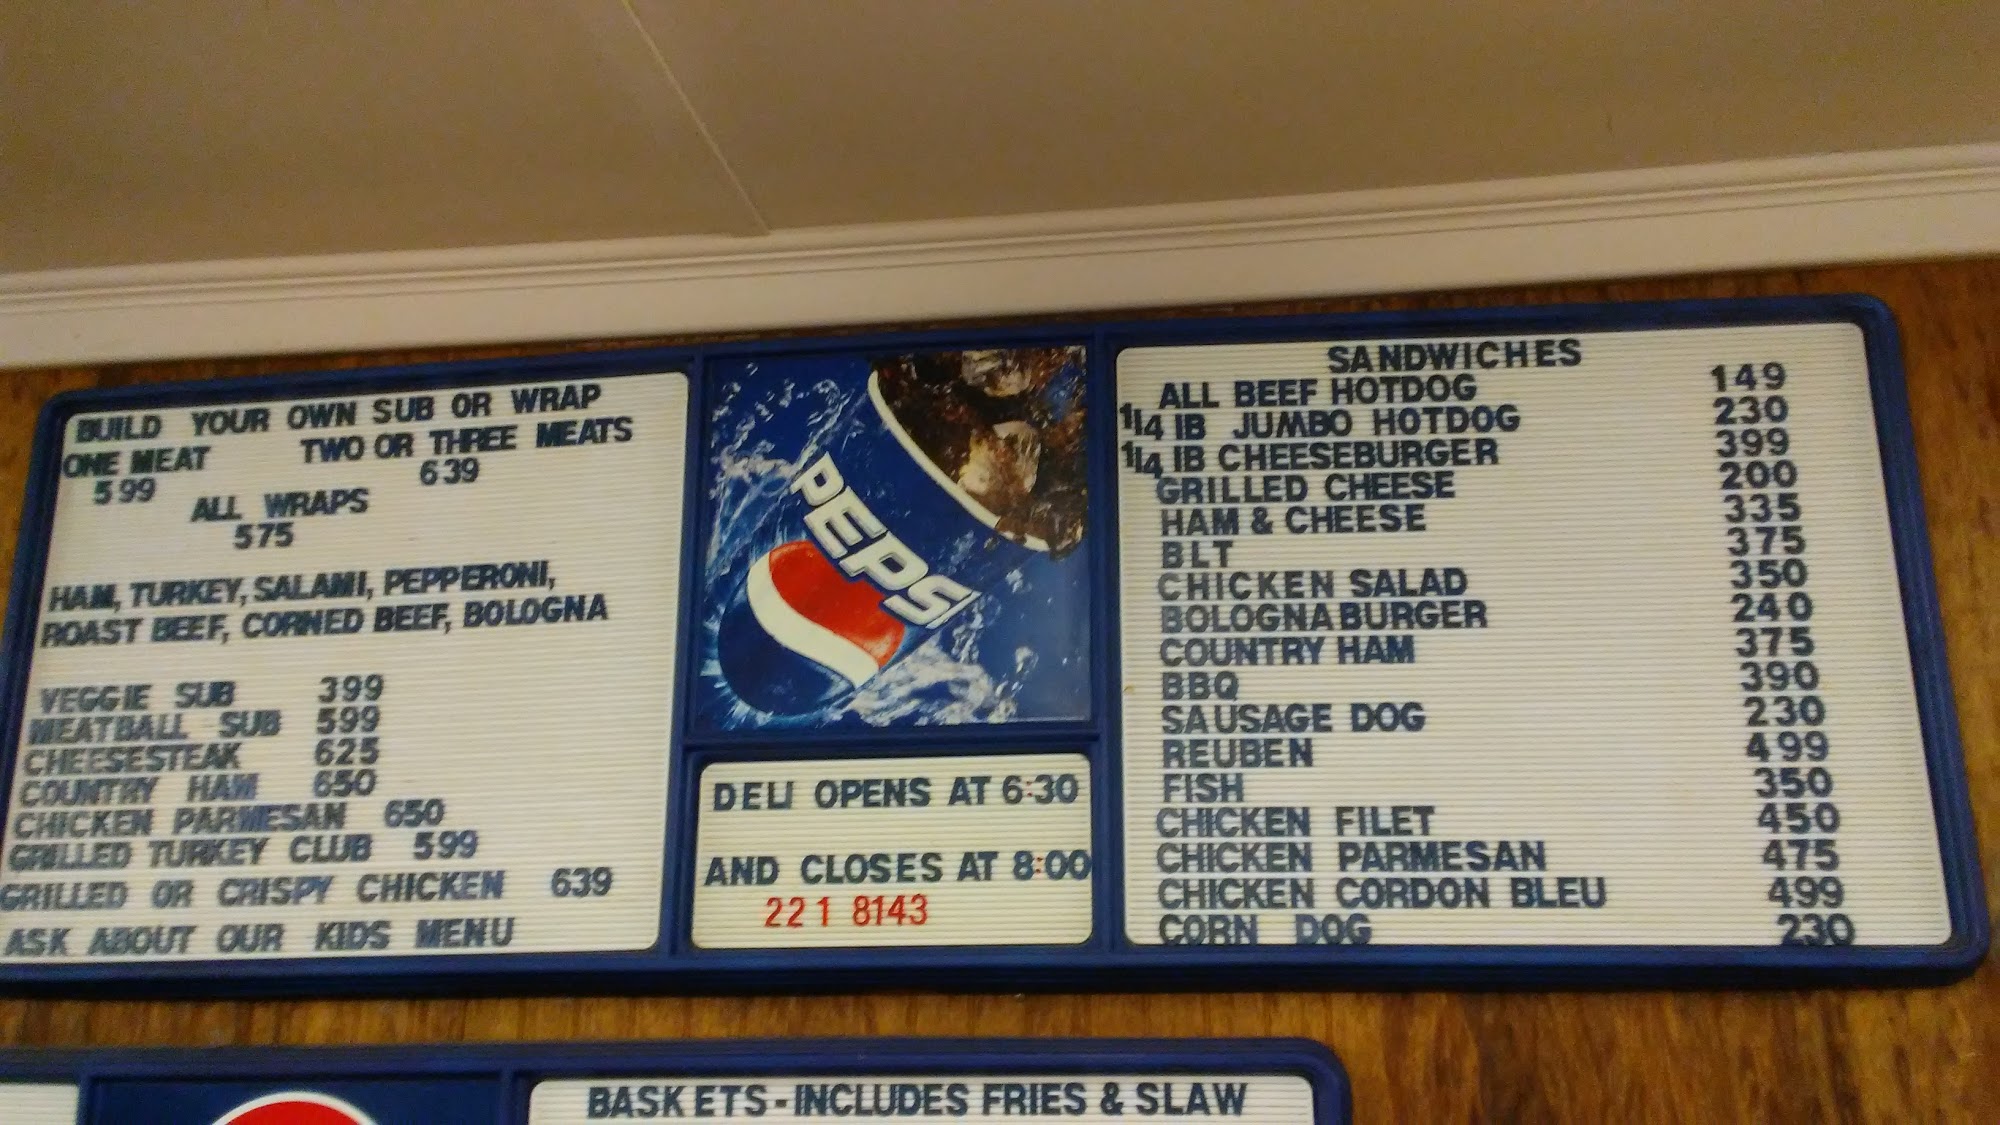 BUILD YOUR OWN SUB OR WRAP
ONE MEAT TWO OR THREE MEATS
599 639
ALL WRAPS
575
HAM, TURKEY, SALAMI, PEPPERONI,
ROAST BEEF, CORNED BEEF, BOLOGNA
VEGGIE SUB 399
MEATBALL SUB 599
CHEESESTEAK 625
COUNTRY HAM 650
CHICKEN PARMESAN 650
GRILLED TURKEY CLUB 599
GRILLED OR CRISPY CHICKEN 639
ASK ABOUT OUR KIDS MENU
PEPSI
DELI OPENS AT 6:30
AND CLOSES AT 8:00
221 8143
SANDWICHES
ALL BEEF HOTDOG 149
1/4 IB JUMBO HOTDOG 230
1/4 IB CHEESEBURGER 399
GRILLED CHEESE 200
HAM & CHEESE 335
BLT 375
CHICKEN SALAD 350
BOLOGNABURGER 240
COUNTRY HAM 375
BBQ 390
SAUSAGE DOG 230
REUBEN 499
FISH 350
CHICKEN FILET 450
CHICKEN PARMESAN 475
CHICKEN CORDON BLEU 499
CORN DOG 230
BASKETS-INCLUDES FRIES & SLAW